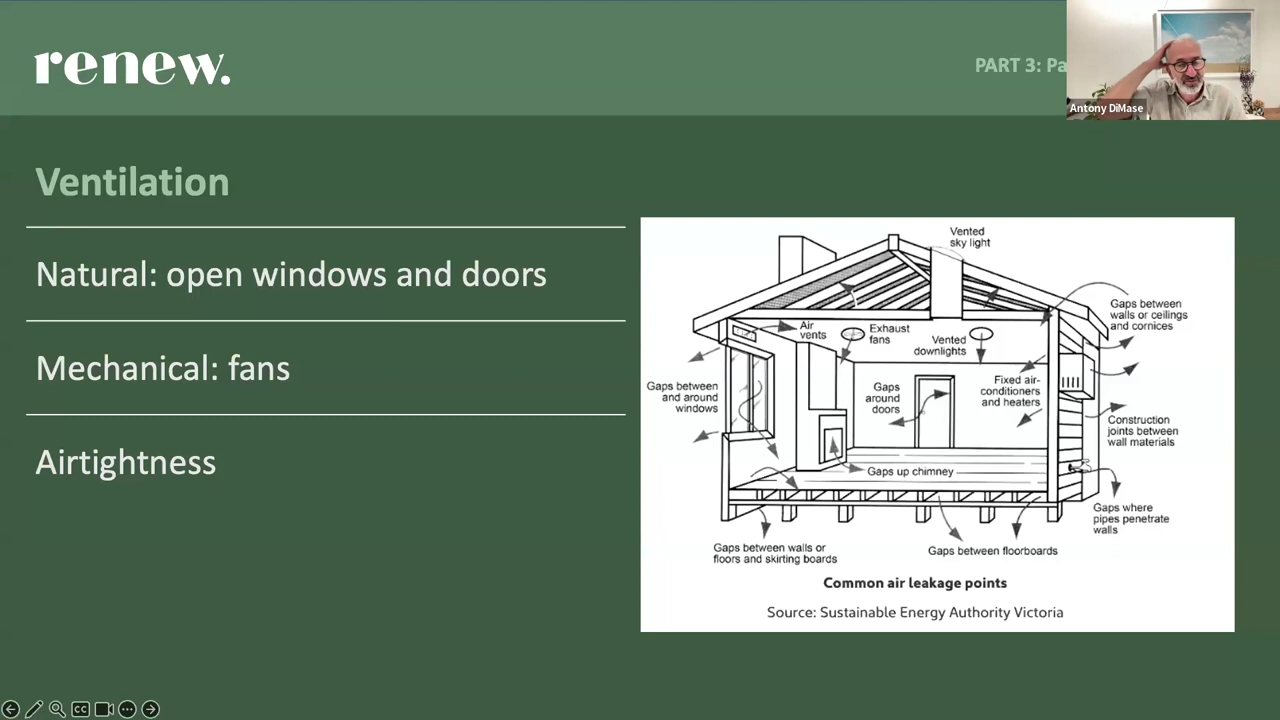 renew.
PART 3: Pa
Antony DiMase
Ventilation
Natural: open windows and doors
Mechanical: fans
Airtightness
Vented
sky light
Gaps between
walls or ceilings
and cornices
Air
vents
Exhaust
fans
Vented
downlights
Gaps between
and around
windows
Gaps
around
doors
Fixed air-
conditioners
and heaters
Construction
joints between
wall materials
Gaps up chimney
Gaps where
pipes penetrate
walls
Gaps between walls or
floors and skirting boards
Gaps between floorboards
Common air leakage points
Source: Sustainable Energy Authority Victoria
CC